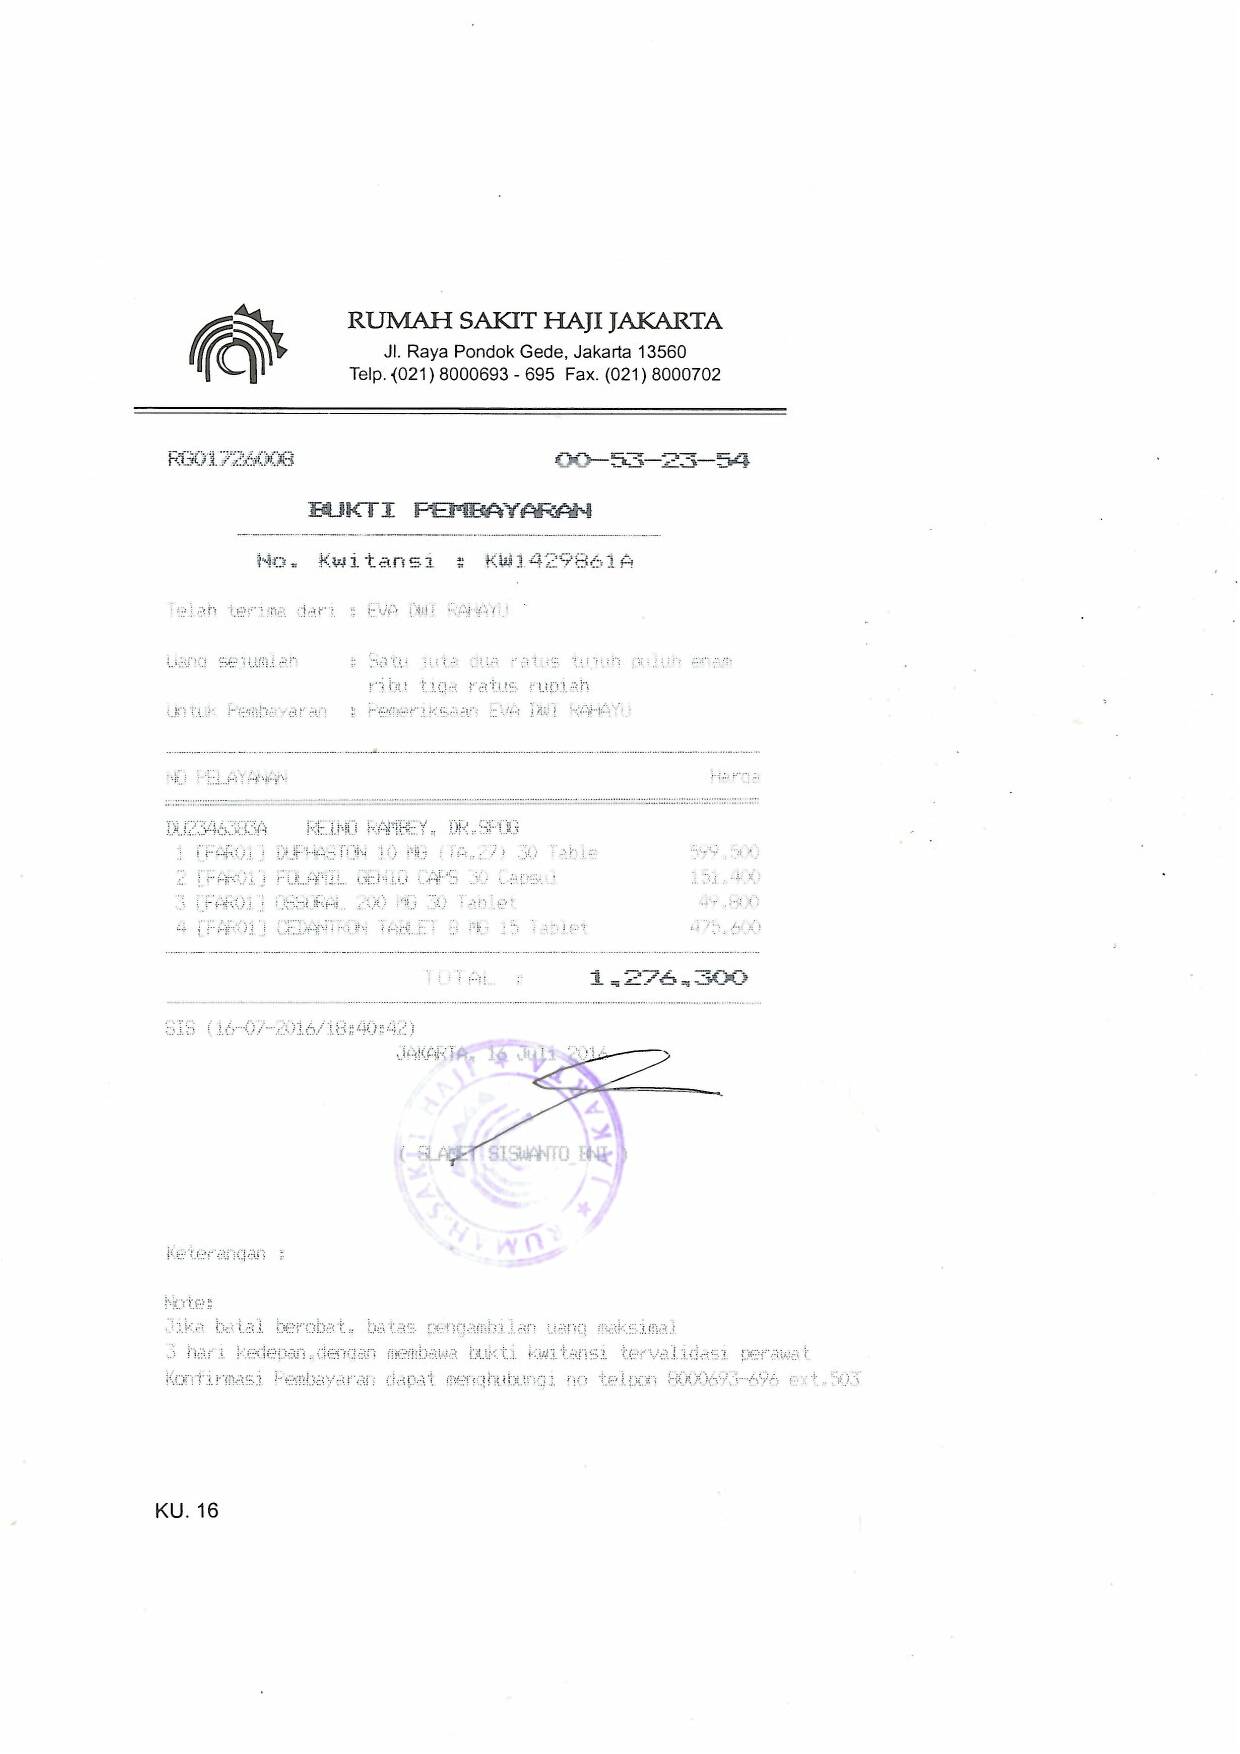 RUMAH SAKIT HAJI JAKARTA
Jl. Raya Pondok Gede, Jakarta 13560
Telp. (021) 8000693 - 695 Fax. (021) 8000702
RG01726008 00-53-23-54
BUKTI PEMBAYARAN
No. Kwitansi : KW1429861A
Telah terima dari : EVA DWI RAHAYU
Uang sejumlah : Satu juta dua ratus tujuh puluh enam
ribu tiga ratus rupiah
Untuk Pembayaran : Pemeriksaan EVA DWI RAHAYU
NO PELAYANAN Harga
DU2346383A REINO RAMBEY, DR.SPOG
1 [FAR01] DUPHASTON 10 MG (TA.27) 30 Table 599.500
2 [FAR01] FOLAMIL GENIO CAPS 30 Capsul 151.400
3 [FAR01] OSSORAL 200 MG 30 Tablet 49.800
4 [FAR01] CEDANTRON TABLET 8 MG 15 Tablet 475.600
TOTAL : 1,276,300
SIS (16-07-2016/18:40:42)
JAKARTA, 16 Juli 2016
( SLAMET SISWANTO_BNI )
RUMAH SAKIT HAJI JAKARTA
Keterangan :
Note:
Jika batal berobat, batas pengambilan uang maksimal
3 hari kedepan,dengan membawa bukti kwitansi tervalidasi perawat
Konfirmasi Pembayaran dapat menghubungi no telpon 8000693-696 ext.503
KU. 16